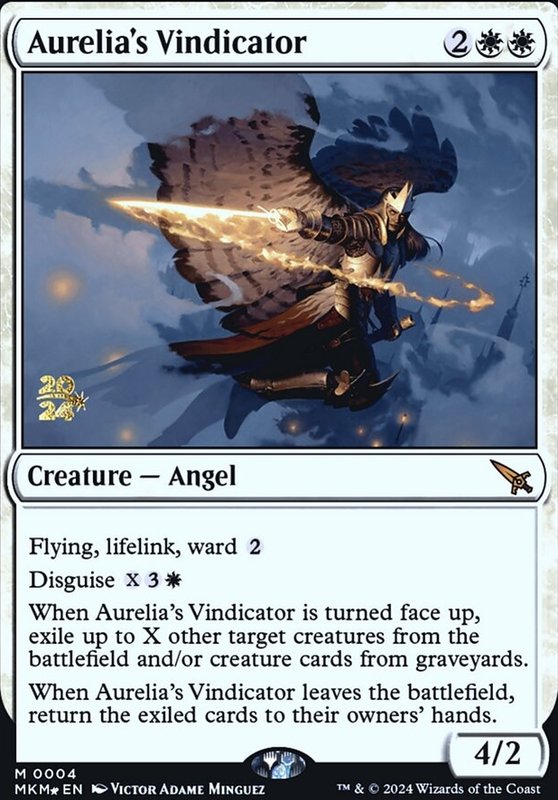 Aurelia's Vindicator 2
2024
Creature — Angel
Flying, lifelink, ward 2
Disguise X 3
When Aurelia's Vindicator is turned face up,
exile up to X other target creatures from the
battlefield and/or creature cards from graveyards.
When Aurelia's Vindicator leaves the battlefield,
return the exiled cards to their owners' hands.
4/2
M 0004
MKM★EN Victor Adame Minguez
™ & © 2024 Wizards of the Coast